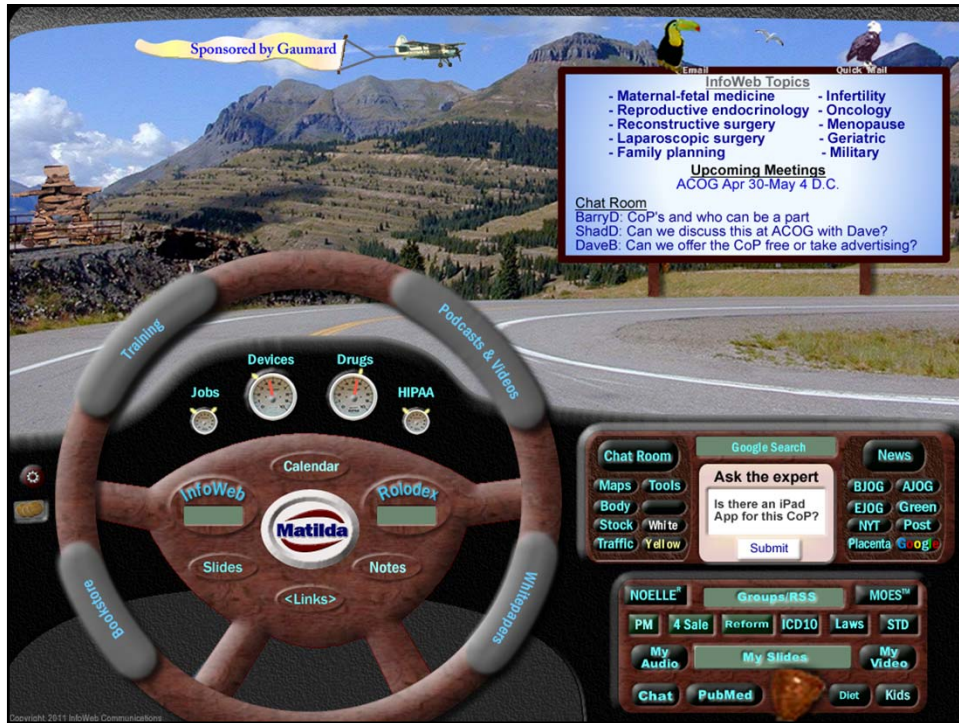 Sponsored by Gaumard
Email
Quick Mail
InfoWeb Topics
- Maternal-fetal medicine
- Reproductive endocrinology
- Reconstructive surgery
- Laparoscopic surgery
- Family planning
- Infertility
- Oncology
- Menopause
- Geriatric
- Military
Upcoming Meetings
ACOG Apr 30-May 4 D.C.
Chat Room
BarryD: CoP's and who can be a part
ShadD: Can we discuss this at ACOG with Dave?
DaveB: Can we offer the CoP free or take advertising?
Training
Podcasts & Videos
Devices
Drugs
Jobs
HIPAA
Calendar
InfoWeb
Rolodex
Matilda
Slides
Notes
<Links>
Bookstore
Whitepapers
Chat Room
Google Search
News
Maps
Tools
Body
Stock
White
Traffic
Yellow
Ask the expert
Is there an iPad
App for this CoP?
Submit
BJOG
AJOG
EJOG
Green
NYT
Post
Placenta
Google
NOELLE®
Groups/RSS
MOES™
PM
4 Sale
Reform
ICD10
Laws
STD
My
Audio
My Slides
My
Video
Chat
PubMed
Diet
Kids
Copyright 2011 InfoWeb Communications